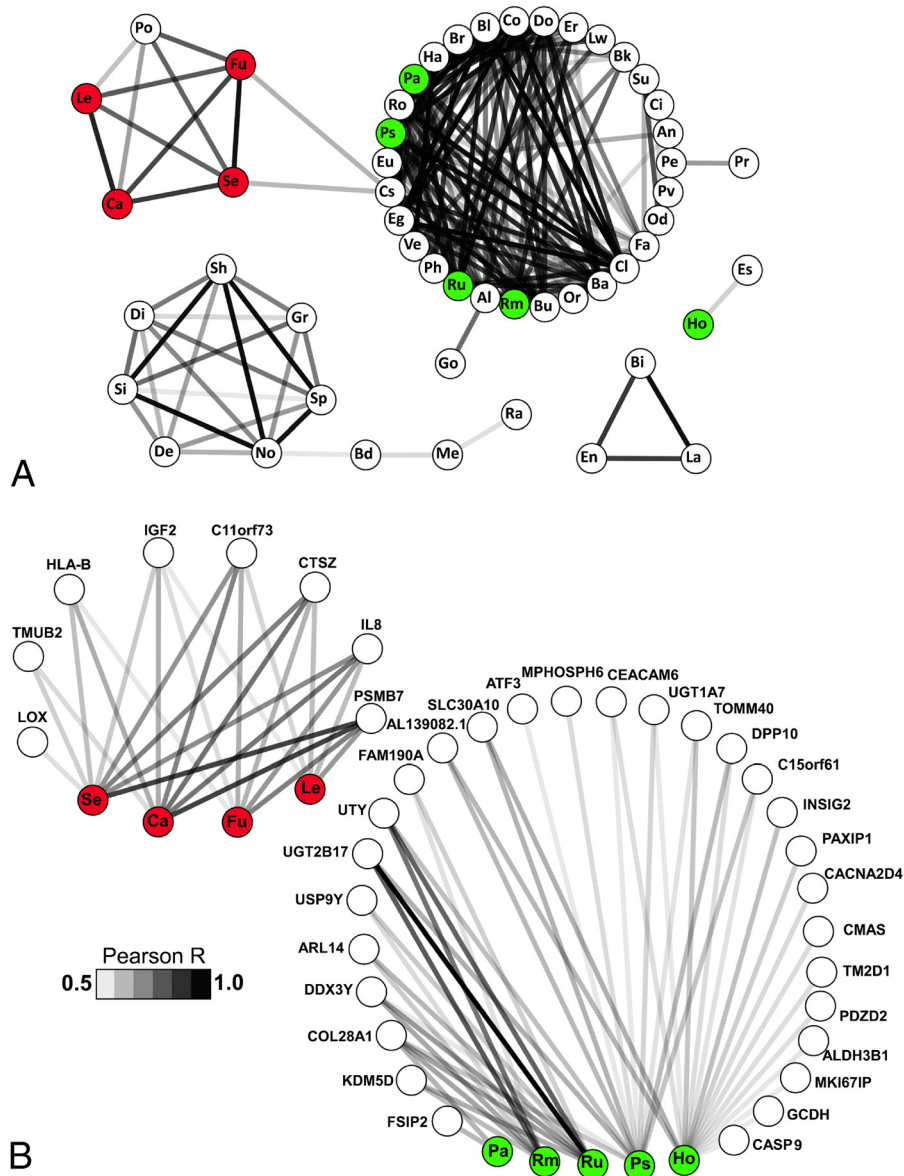 Po
Fu
Le
Se
Ca
Co
Do
Bl
Er
Br
Lw
Ha
Bk
Pa
Su
Ro
Ci
Ps
An
Eu
Pe
Pr
Cs
Pv
Eg
Od
Ve
Fa
Ph
Cl
Ru
Ba
Al
Rm
Bu
Or
Es
Ho
Go
Sh
Di
Gr
Si
Sp
De
No
Bd
Me
Ra
Bi
En
La
A
IGF2
C11orf73
HLA-B
CTSZ
TMUB2
IL8
LOX
PSMB7
Se
Ca
Fu
Le
AL139082.1
SLC30A10
ATF3
MPHOSPH6
CEACAM6
UGT1A7
TOMM40
DPP10
C15orf61
INSIG2
PAXIP1
CACNA2D4
CMAS
TM2D1
PDZD2
ALDH3B1
MKI67IP
GCDH
CASP9
FAM190A
UTY
UGT2B17
USP9Y
ARL14
DDX3Y
COL28A1
KDM5D
FSIP2
Pa
Rm
Ru
Ps
Ho
Pearson R
0.5 1.0
B